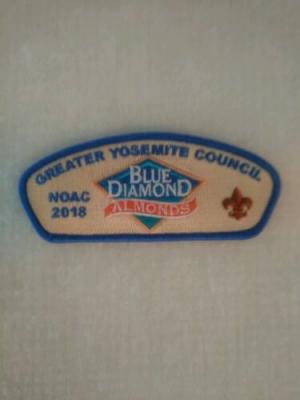 GREATER YOSEMITE COUNCIL
BLUE
DIAMOND
ALMONDS
NOAC
2018